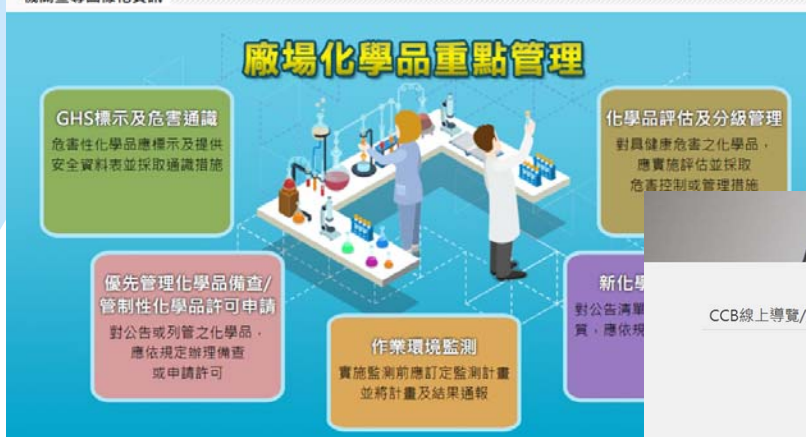 廠場化學品重點管理
GHS標示及危害通識
危害性化學品應標示及提供
安全資料表並採取通識措施
化學品評估及分級管理
對具健康危害之化學品，
應實施評估並採取
危害控制或管理措施
優先管理化學品備查/
管制性化學品許可申請
對公告或列管之化學品，
應依規定辦理備查
或申請許可
作業環境監測
實施監測前應訂定監測計畫
並將計畫及結果通報
新化學
對公告清單
質，應依規
CCB線上導覽/